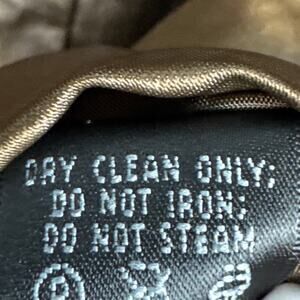 DRY CLEAN ONLY;
DO NOT IRON;
DO NOT STEAM